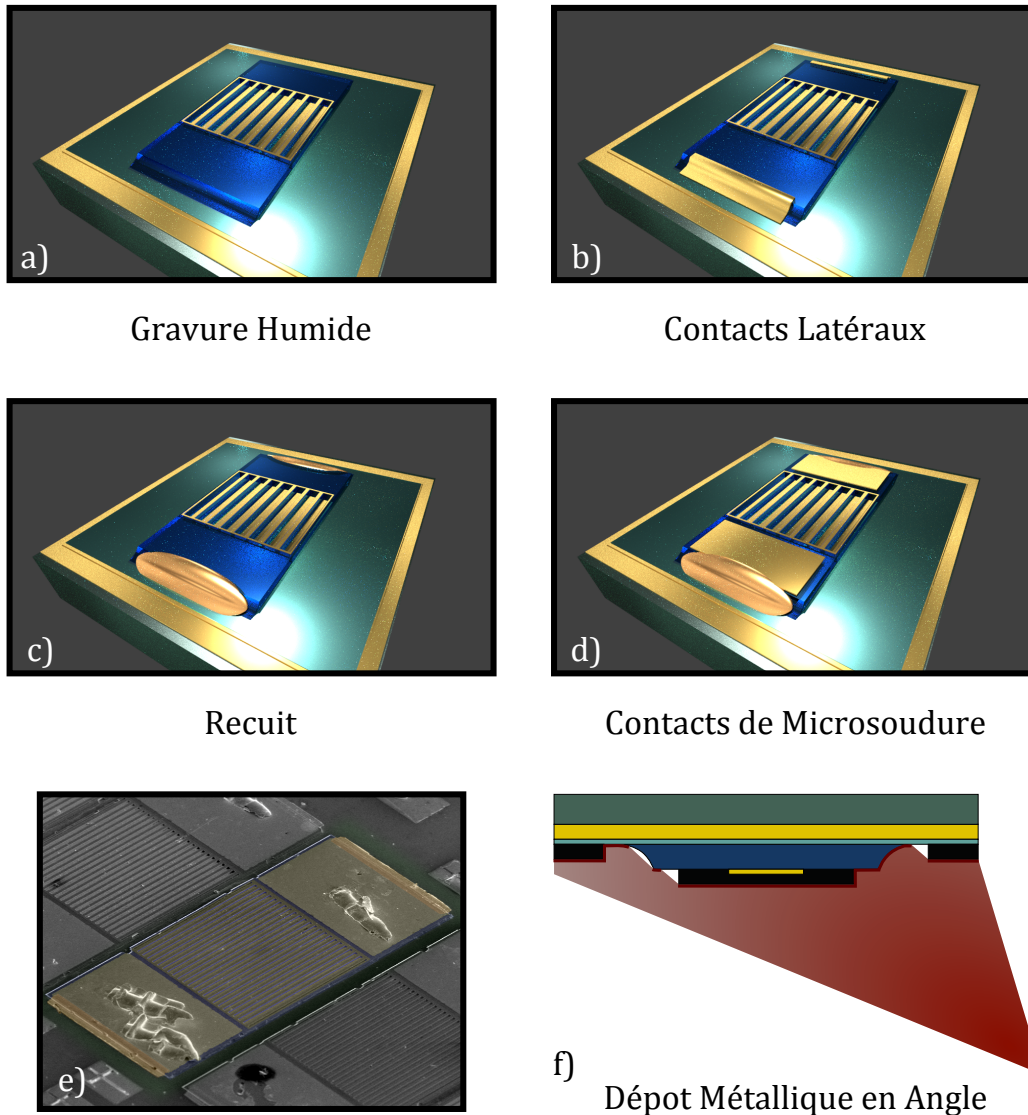 a)
b)
Gravure Humide
Contacts Latéraux
c)
d)
Recuit
Contacts de Microsoudure
e)
f)
Dépot Métallique en Angle